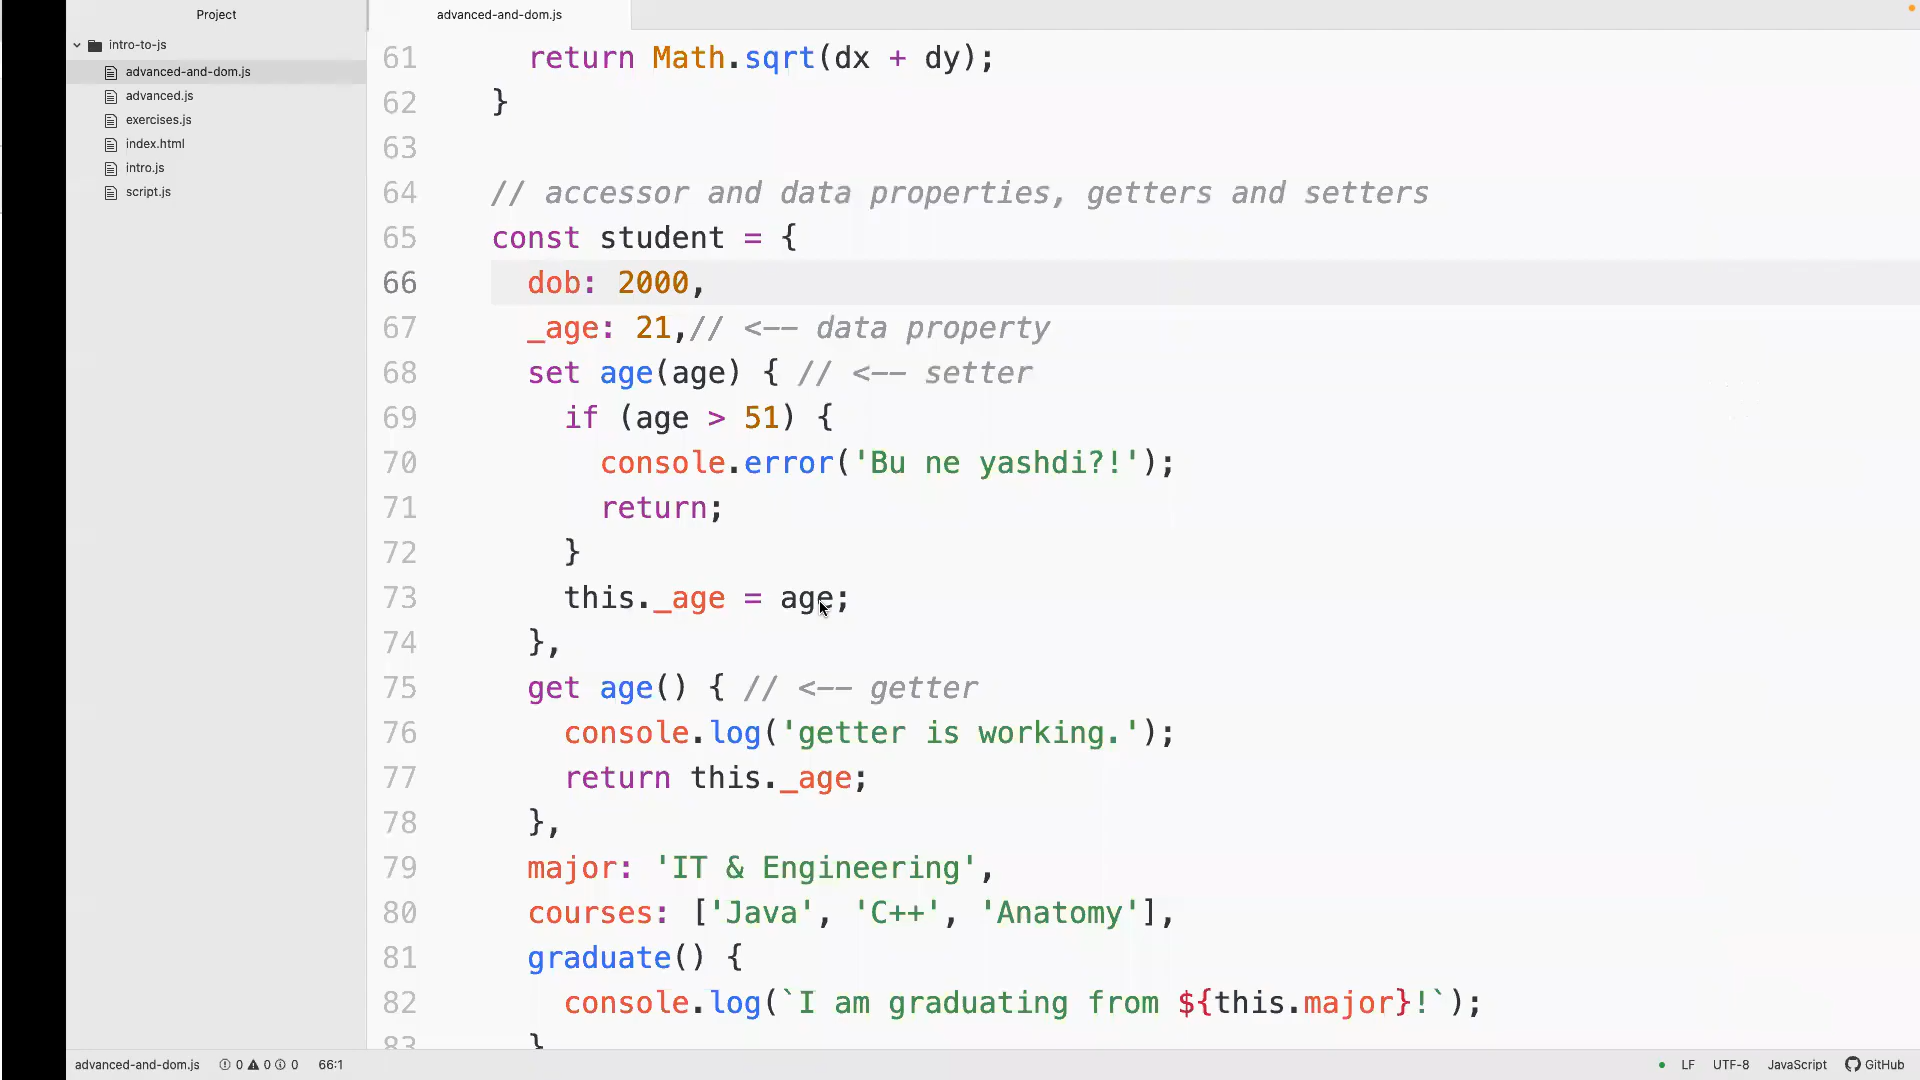 Project
advanced-and-dom.js
intro-to-js
advanced-and-dom.js
advanced.js
exercises.js
index.html
intro.js
script.js
61 return Math.sqrt(dx + dy);
62 }
63
64 // accessor and data properties, getters and setters
65 const student = {
66 dob: 2000,
67 _age: 21,// <-- data property
68 set age(age) { // <-- setter
69 if (age > 51) {
70 console.error('Bu ne yashdi?!');
71 return;
72 }
73 this._age = age;
74 },
75 get age() { // <-- getter
76 console.log('getter is working.');
77 return this._age;
78 },
79 major: 'IT & Engineering',
80 courses: ['Java', 'C++', 'Anatomy'],
81 graduate() {
82 console.log(`I am graduating from ${this.major}!`);
83 }
advanced-and-dom.js 0 0 0 66:1 LF UTF-8 JavaScript GitHub